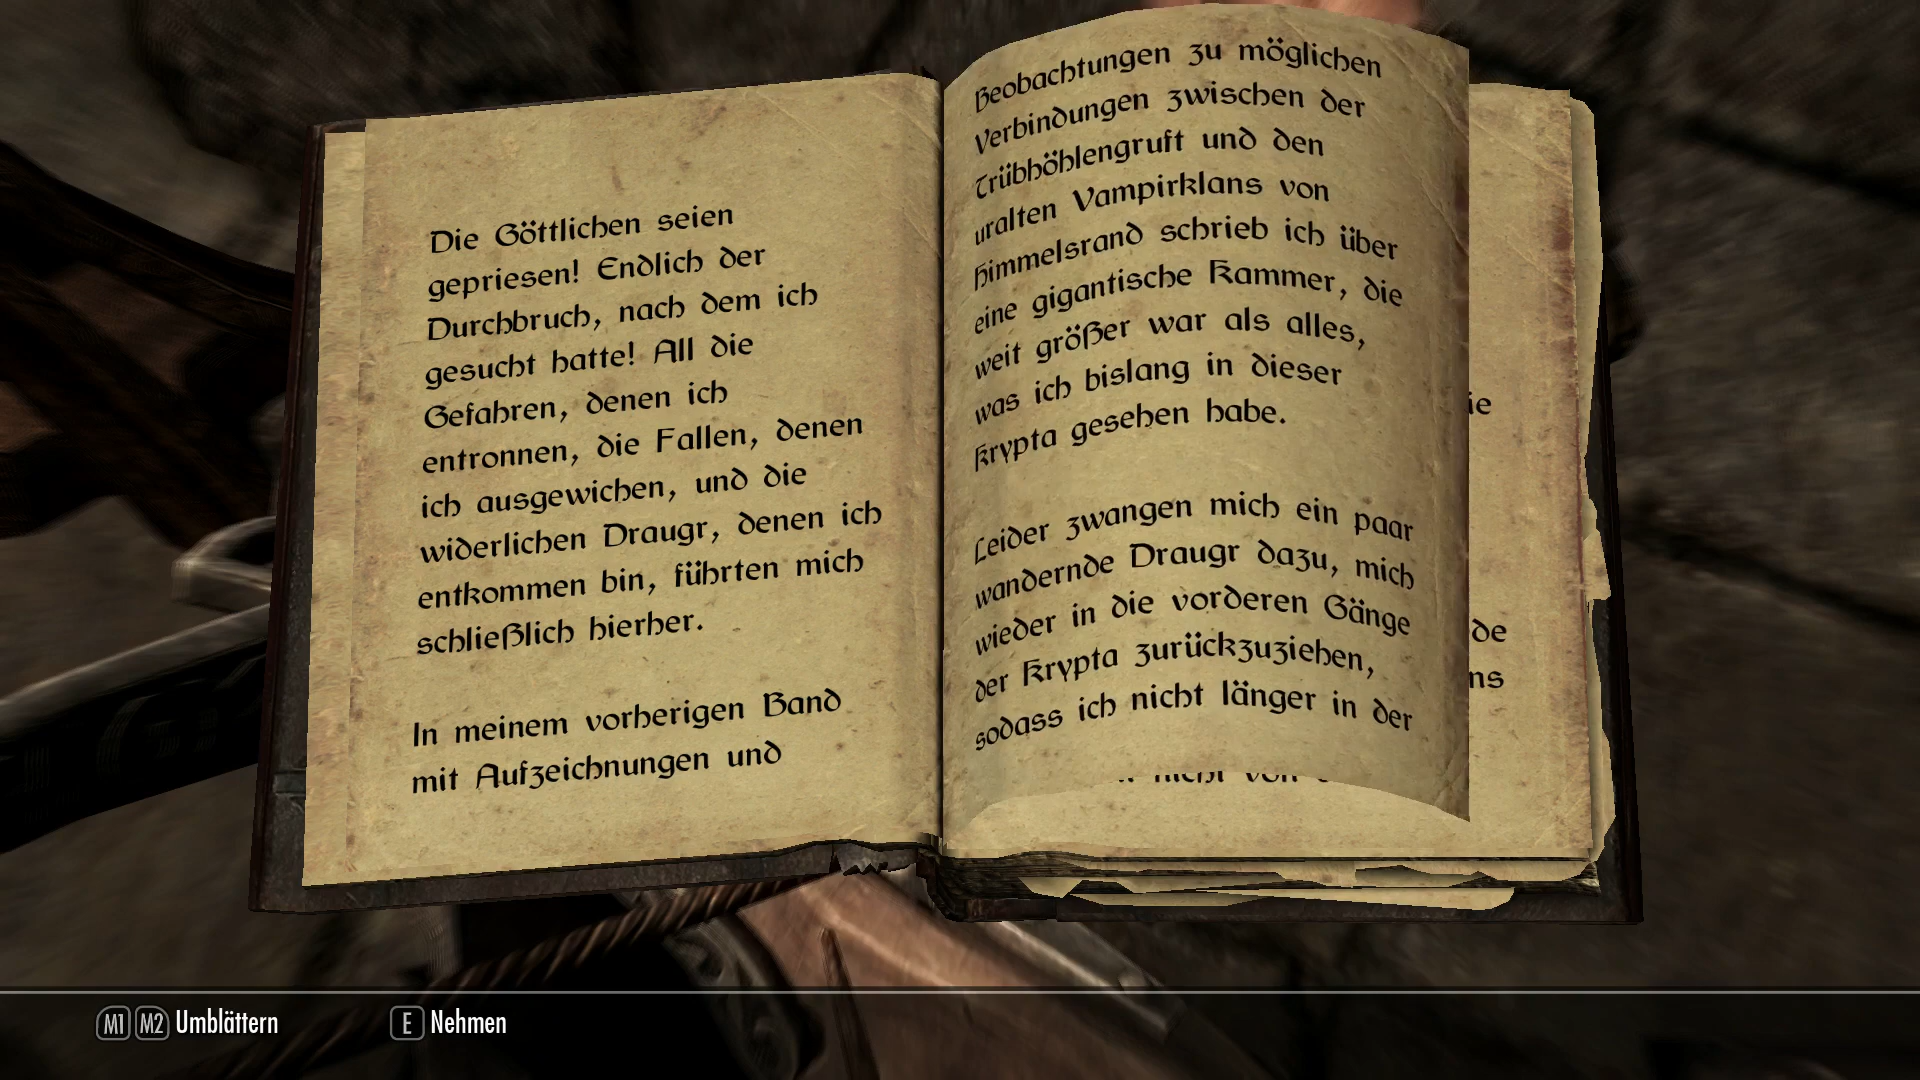 Die Göttlichen seien
gepriesen! Endlich der
Durchbruch, nach dem ich
gesucht hatte! All die
Gefahren, denen ich
entronnen, die Fallen, denen
ich ausgewichen, und die
widerlichen Draugr, denen ich
entkommen bin, führten mich
schließlich hierher.
In meinem vorherigen Band
mit Aufzeichnungen und
Beobachtungen zu möglichen
Verbindungen zwischen der
Trübhöhlengruft und den
uralten Vampirklans von
Himmelsrand schrieb ich über
eine gigantische Kammer, die
weit größer war als alles,
was ich bislang in dieser
Krypta gesehen habe.
Leider zwangen mich ein paar
wandernde Draugr dazu, mich
wieder in die vorderen Gänge
der Krypta zurückzuziehen,
sodass ich nicht länger in der
M1 M2 Umblättern
E Nehmen